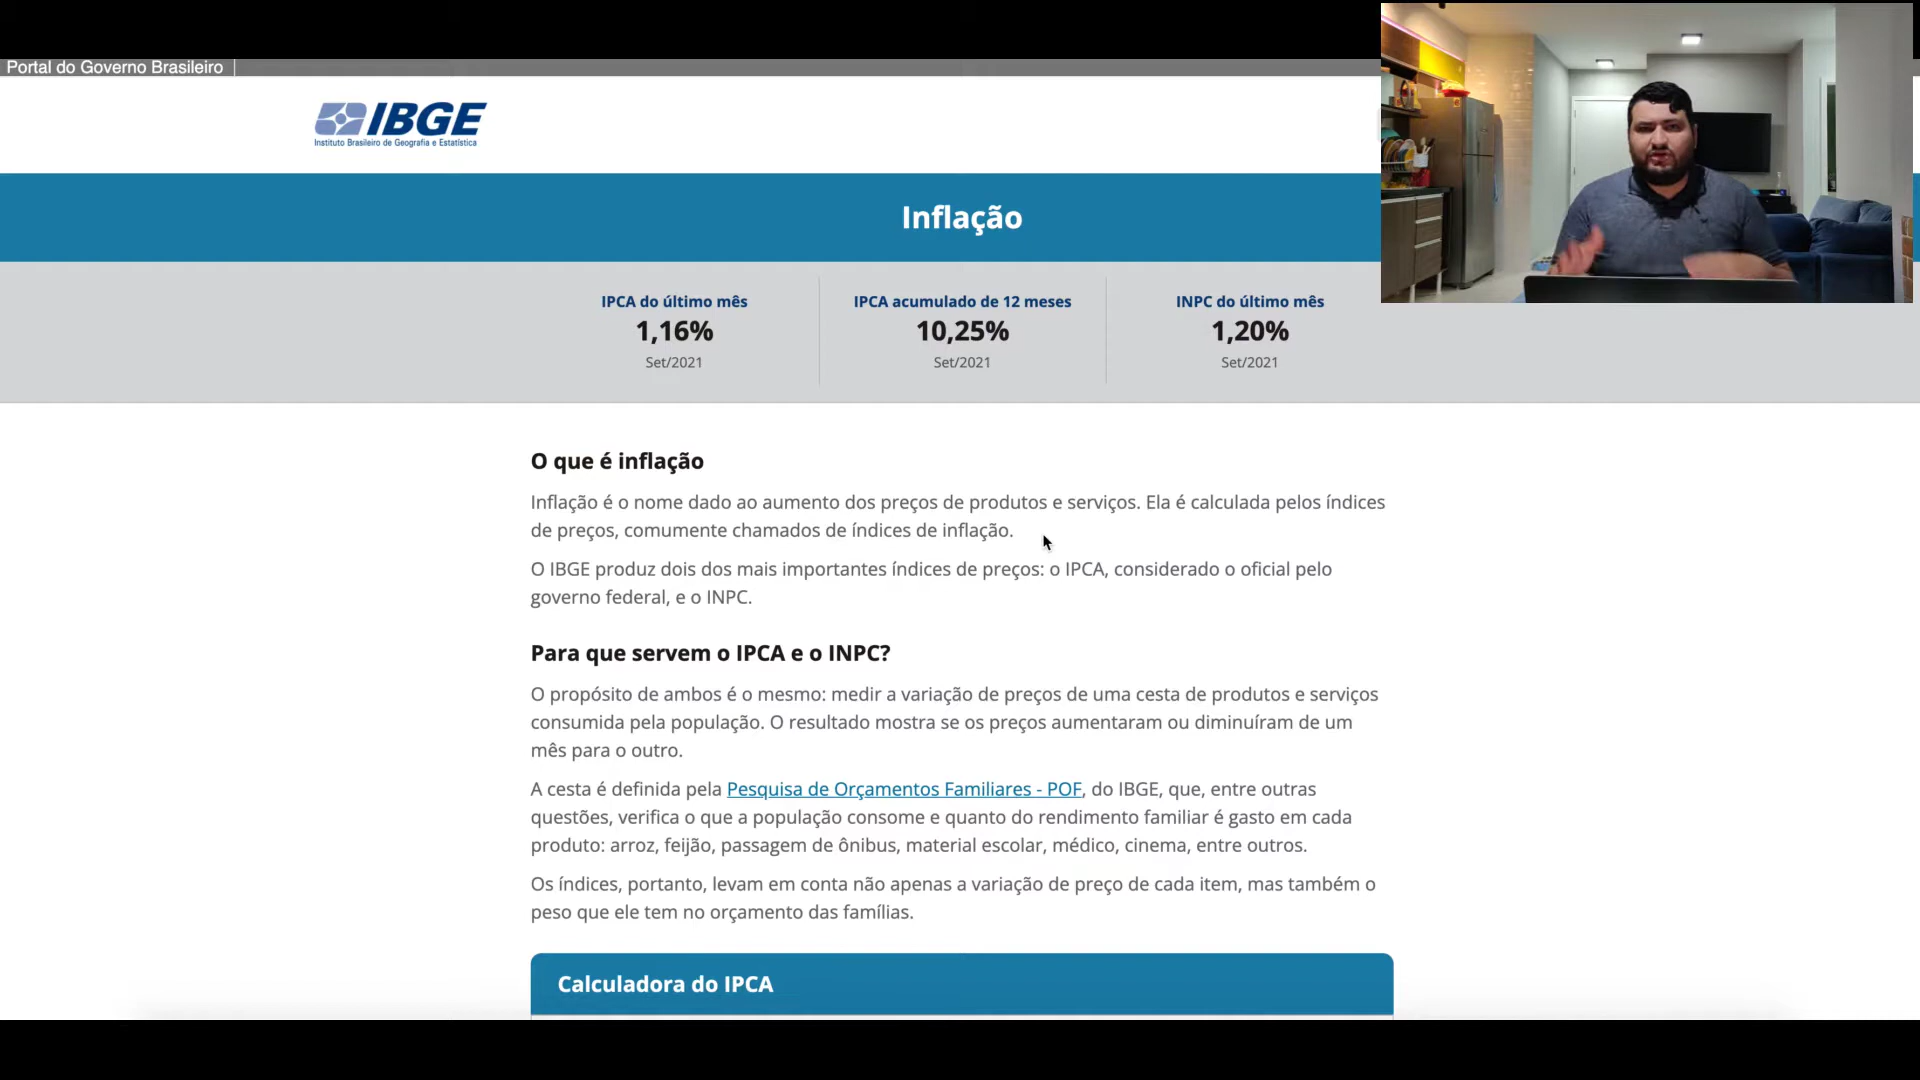 Portal do Governo Brasileiro
IBGE
Instituto Brasileiro de Geografia e Estatística
Inflação
IPCA do último mês
1,16%
Set/2021
IPCA acumulado de 12 meses
10,25%
Set/2021
INPC do último mês
1,20%
Set/2021
O que é inflação
Inflação é o nome dado ao aumento dos preços de produtos e serviços. Ela é calculada pelos índices
de preços, comumente chamados de índices de inflação.
O IBGE produz dois dos mais importantes índices de preços: o IPCA, considerado o oficial pelo
governo federal, e o INPC.
Para que servem o IPCA e o INPC?
O propósito de ambos é o mesmo: medir a variação de preços de uma cesta de produtos e serviços
consumida pela população. O resultado mostra se os preços aumentaram ou diminuíram de um
mês para o outro.
A cesta é definida pela Pesquisa de Orçamentos Familiares - POF, do IBGE, que, entre outras
questões, verifica o que a população consome e quanto do rendimento familiar é gasto em cada
produto: arroz, feijão, passagem de ônibus, material escolar, médico, cinema, entre outros.
Os índices, portanto, levam em conta não apenas a variação de preço de cada item, mas também o
peso que ele tem no orçamento das famílias.
Calculadora do IPCA